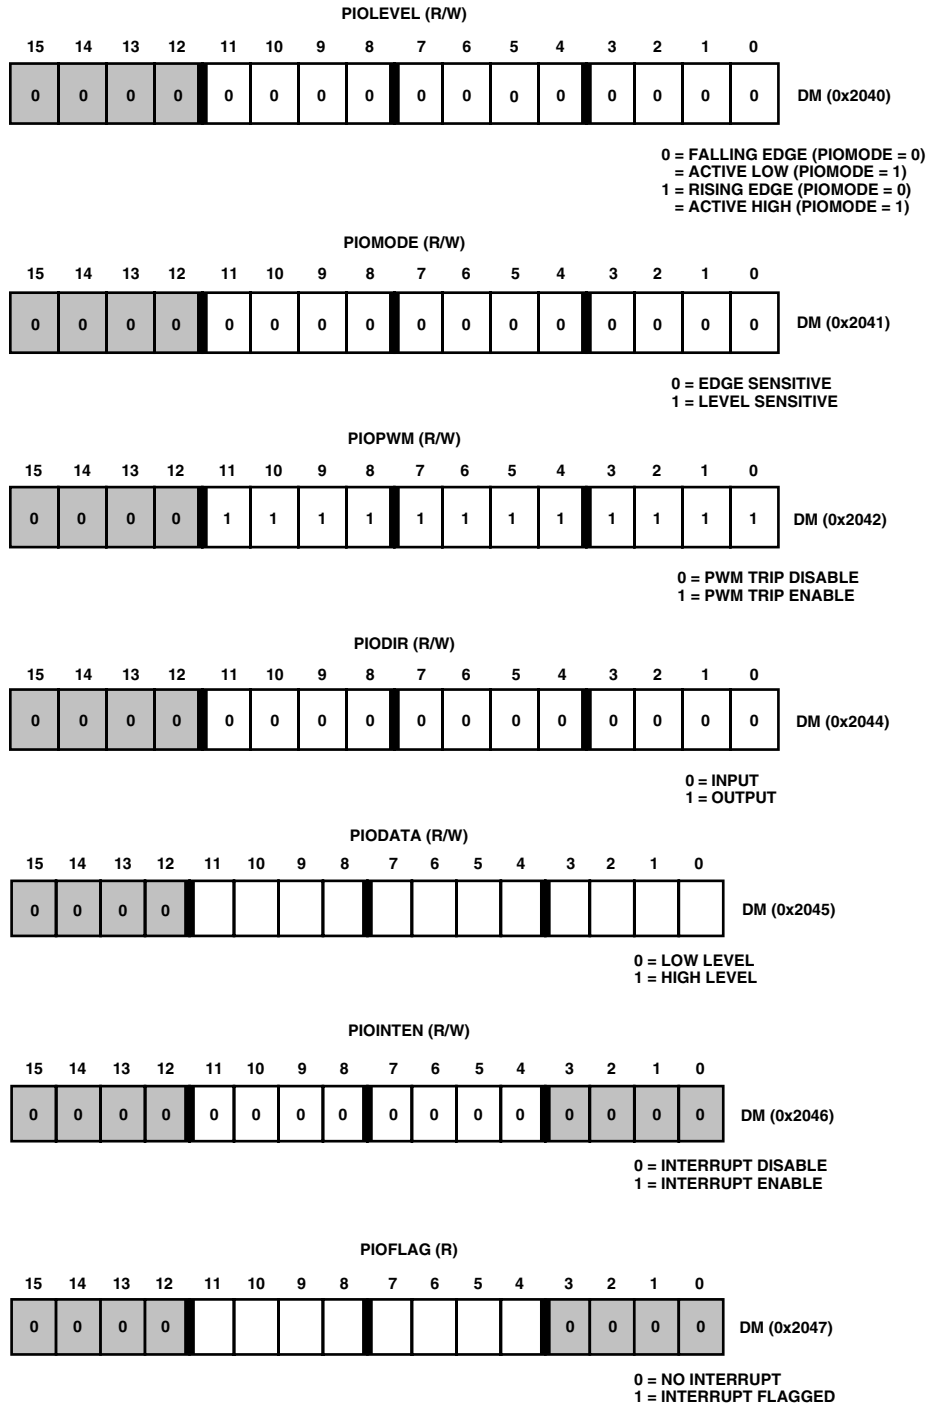 PIOLEVEL (R/W)
15 14 13 12 11 10 9 8 7 6 5 4 3 2 1 0
0 0 0 0 0 0 0 0 0 0 0 0 0 0 0 0 DM (0x2040)
0 = FALLING EDGE (PIOMODE = 0)
= ACTIVE LOW (PIOMODE = 1)
1 = RISING EDGE (PIOMODE = 0)
= ACTIVE HIGH (PIOMODE = 1)
PIOMODE (R/W)
15 14 13 12 11 10 9 8 7 6 5 4 3 2 1 0
0 0 0 0 0 0 0 0 0 0 0 0 0 0 0 0 DM (0x2041)
0 = EDGE SENSITIVE
1 = LEVEL SENSITIVE
PIOPWM (R/W)
15 14 13 12 11 10 9 8 7 6 5 4 3 2 1 0
0 0 0 0 1 1 1 1 1 1 1 1 1 1 1 1 DM (0x2042)
0 = PWM TRIP DISABLE
1 = PWM TRIP ENABLE
PIODIR (R/W)
15 14 13 12 11 10 9 8 7 6 5 4 3 2 1 0
0 0 0 0 0 0 0 0 0 0 0 0 0 0 0 0 DM (0x2044)
0 = INPUT
1 = OUTPUT
PIODATA (R/W)
15 14 13 12 11 10 9 8 7 6 5 4 3 2 1 0
0 0 0 0 DM (0x2045)
0 = LOW LEVEL
1 = HIGH LEVEL
PIOINTEN (R/W)
15 14 13 12 11 10 9 8 7 6 5 4 3 2 1 0
0 0 0 0 0 0 0 0 0 0 0 0 0 0 0 0 DM (0x2046)
0 = INTERRUPT DISABLE
1 = INTERRUPT ENABLE
PIOFLAG (R)
15 14 13 12 11 10 9 8 7 6 5 4 3 2 1 0
0 0 0 0 0 0 0 0 DM (0x2047)
0 = NO INTERRUPT
1 = INTERRUPT FLAGGED